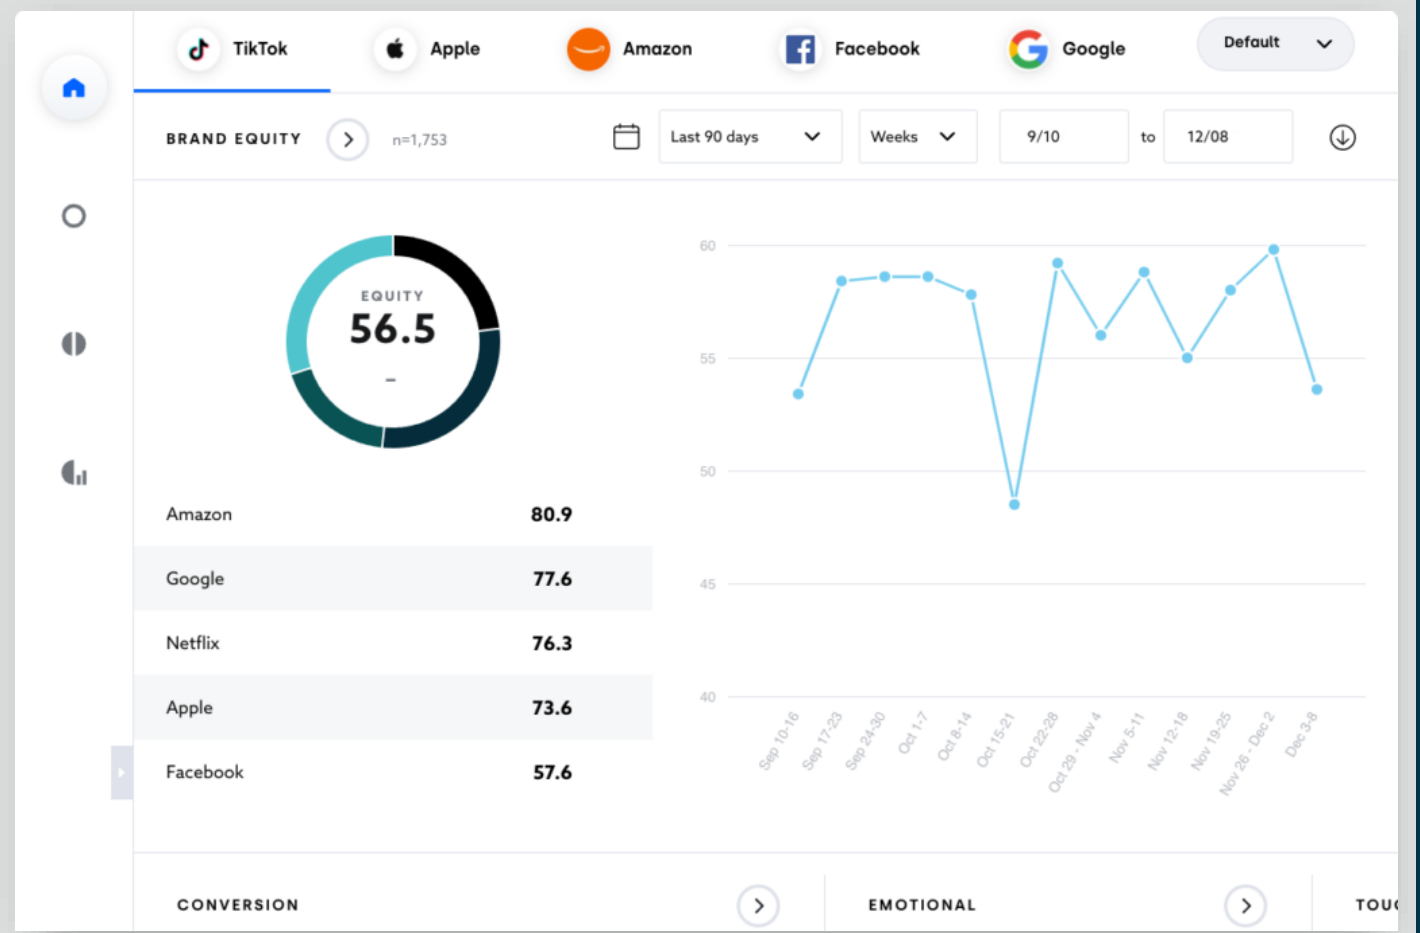 TikTok Apple Amazon Facebook Google Default
BRAND EQUITY n=1,753 Last 90 days Weeks 9/10 to 12/08
EQUITY
56.5
–
Amazon 80.9
Google 77.6
Netflix 76.3
Apple 73.6
Facebook 57.6
60
55
50
45
40
Sep 10-16
Sep 17-23
Sep 24-30
Oct 1-7
Oct 8-14
Oct 15-21
Oct 22-28
Oct 29 - Nov 4
Nov 5-11
Nov 12-18
Nov 19-25
Nov 26 - Dec 2
Dec 3-8
CONVERSION EMOTIONAL